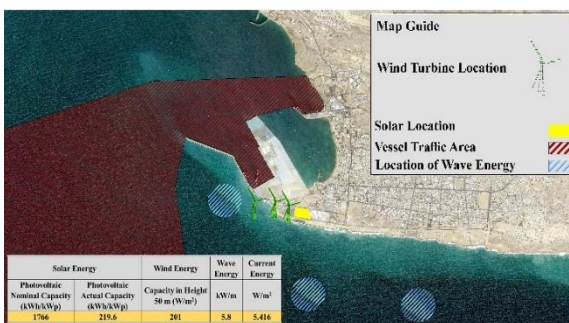 Map Guide
Wind Turbine Location
Solar Location
Vessel Traffic Area
Location of Wave Energy
Solar Energy Wind Energy Wave Energy Current Energy
Photovoltaic Nominal Capacity (kWh/kWp) Photovoltaic Actual Capacity (kWh/kWp) Capacity in Height 50 m (W/m²) kW/m W/m²
1766 219.6 201 5.8 5.416